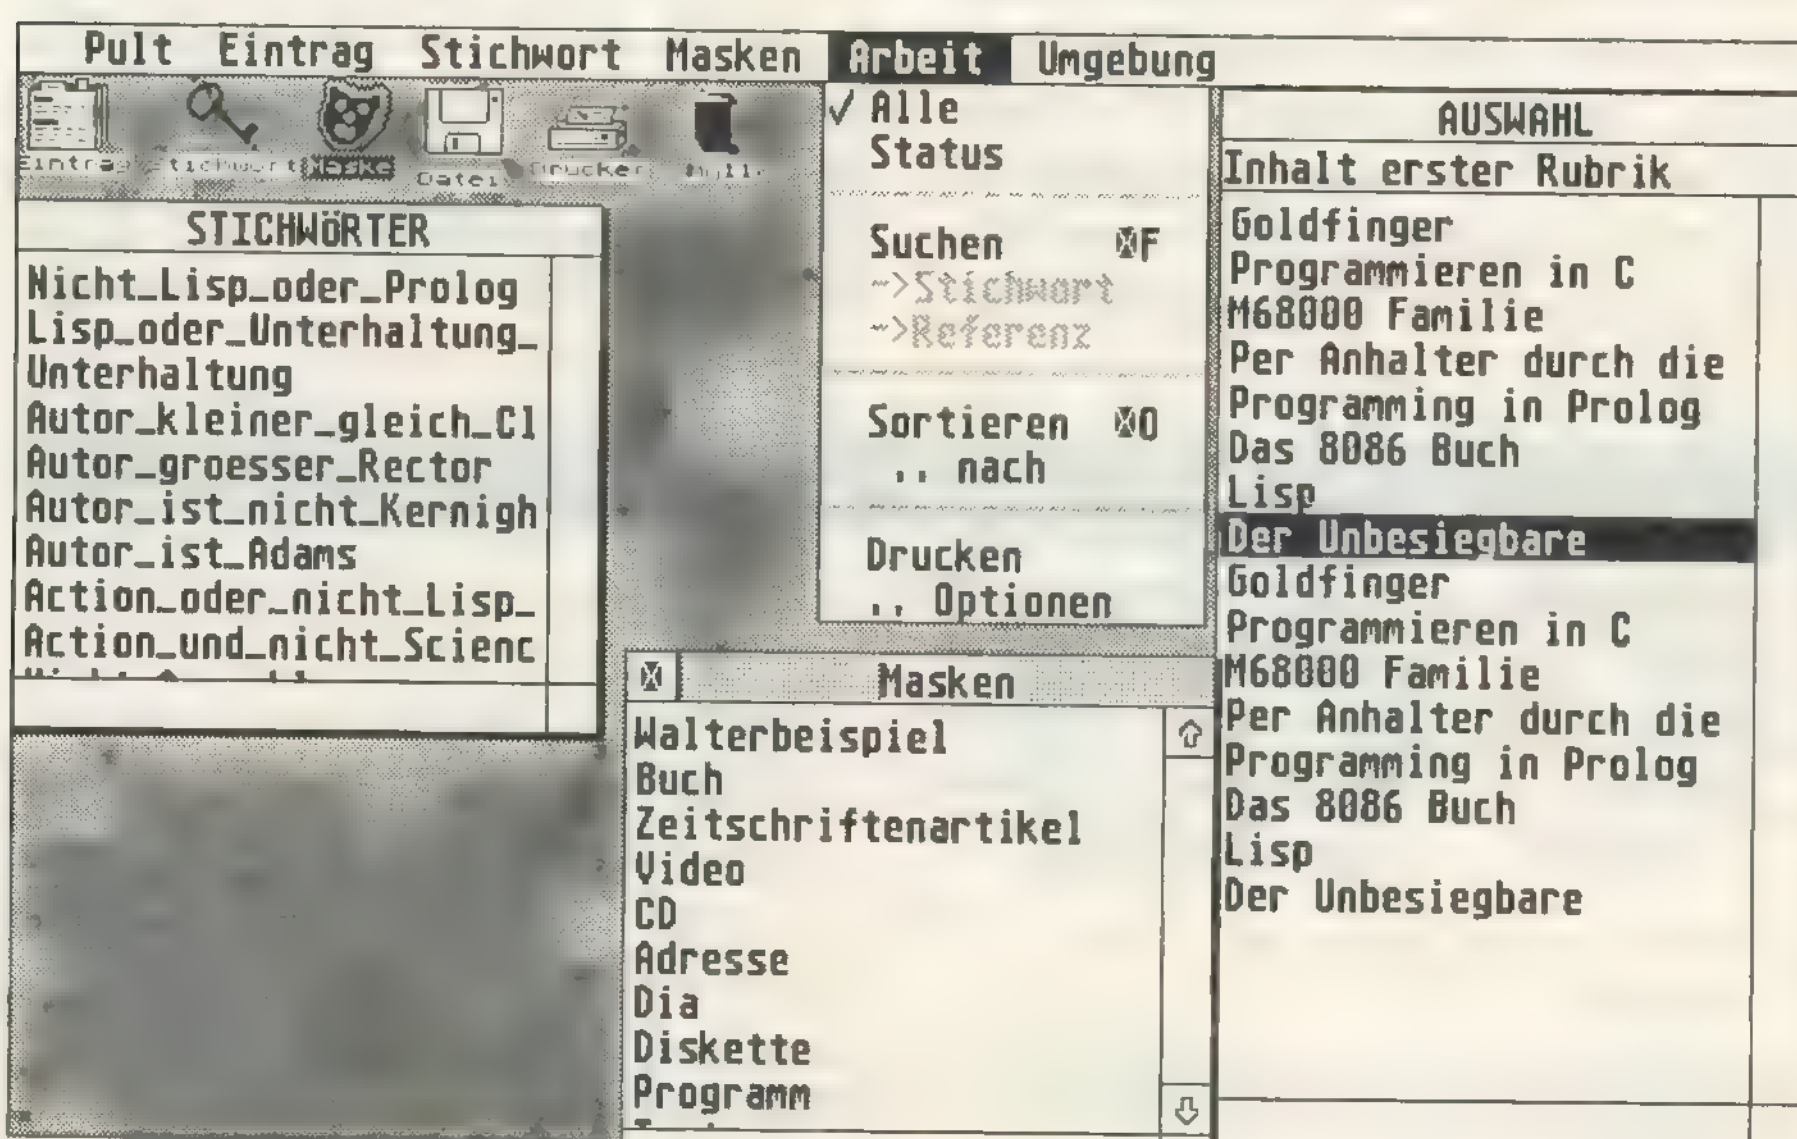 Pult Eintrag Stichwort Masken Arbeit Umgebung
Eintrag Stichwort Maske Datei Drucker Müll
STICHWÖRTER
Nicht_Lisp_oder_Prolog
Lisp_oder_Unterhaltung_
Unterhaltung
Autor_kleiner_gleich_Cl
Autor_groesser_Rector
Autor_ist_nicht_Kernigh
Autor_ist_Adams
Action_oder_nicht_Lisp_
Action_und_nicht_Scienc
✓ Alle
Status
Suchen F
->Stichwort
->Referenz
Sortieren O
.. nach
Drucken
.. Optionen
Masken
Walterbeispiel
Buch
Zeitschriftenartikel
Video
CD
Adresse
Dia
Diskette
Programm
AUSWAHL
Inhalt erster Rubrik
Goldfinger
Programmieren in C
M68000 Familie
Per Anhalter durch die
Programming in Prolog
Das 8086 Buch
Lisp
Der Unbesiegbare
Goldfinger
Programmieren in C
M68000 Familie
Per Anhalter durch die
Programming in Prolog
Das 8086 Buch
Lisp
Der Unbesiegbare